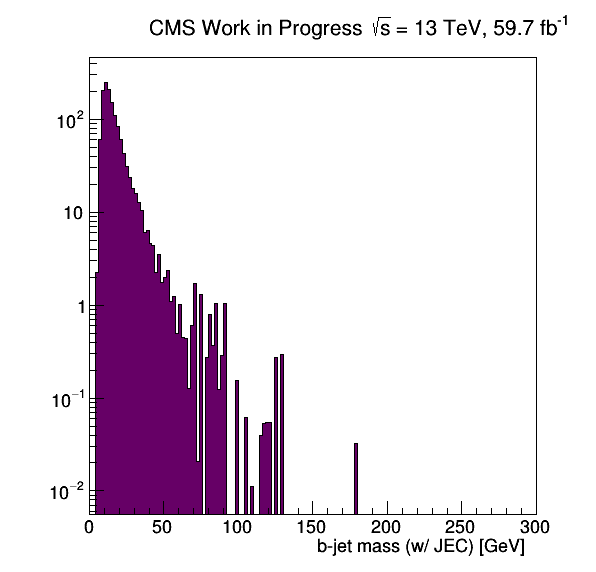 CMS Work in Progress √s = 13 TeV, 59.7 fb⁻¹
10²
10
1
10⁻¹
10⁻²
0 50 100 150 200 250 300
b-jet mass (w/ JEC) [GeV]